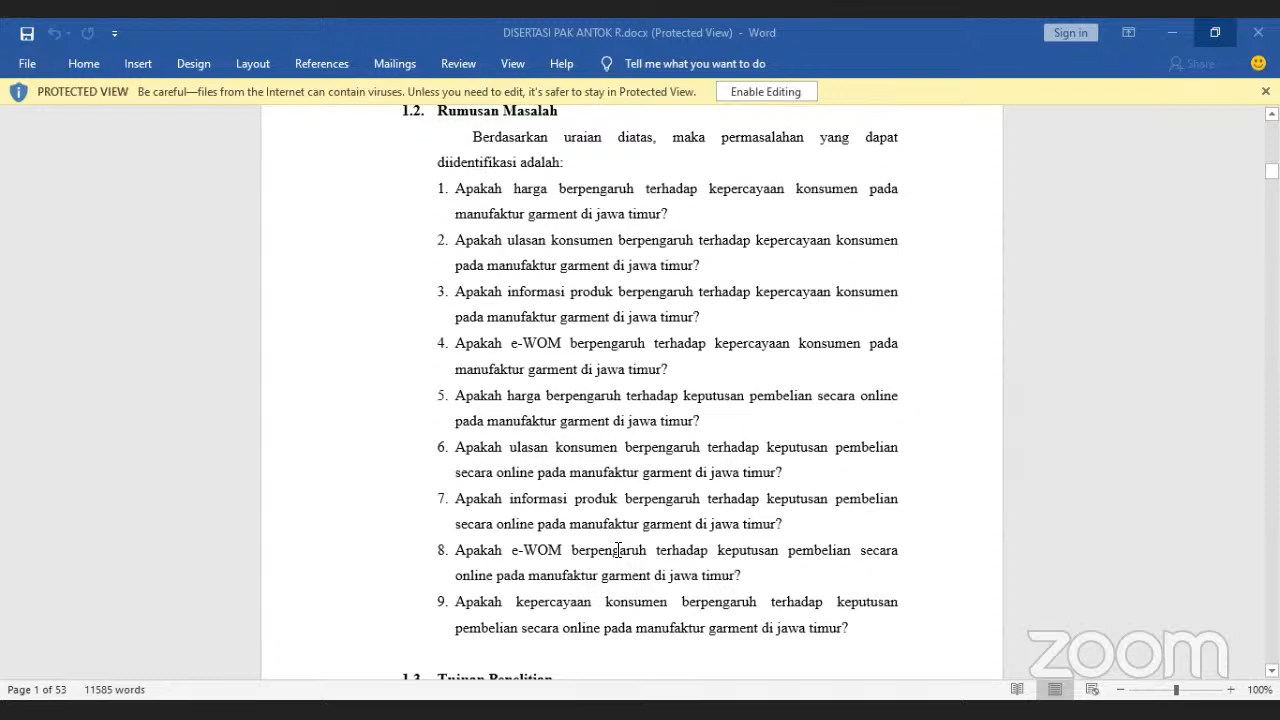 DISERTASI PAK ANTOK R.docx (Protected View) - Word
Sign in
File Home Insert Design Layout References Mailings Review View Help Tell me what you want to do Share
PROTECTED VIEW Be careful—files from the Internet can contain viruses. Unless you need to edit, it's safer to stay in Protected View. Enable Editing
1.2. Rumusan Masalah
Berdasarkan uraian diatas, maka permasalahan yang dapat
diidentifikasi adalah:
1. Apakah harga berpengaruh terhadap kepercayaan konsumen pada
manufaktur garment di jawa timur?
2. Apakah ulasan konsumen berpengaruh terhadap kepercayaan konsumen
pada manufaktur garment di jawa timur?
3. Apakah informasi produk berpengaruh terhadap kepercayaan konsumen
pada manufaktur garment di jawa timur?
4. Apakah e-WOM berpengaruh terhadap kepercayaan konsumen pada
manufaktur garment di jawa timur?
5. Apakah harga berpengaruh terhadap keputusan pembelian secara online
pada manufaktur garment di jawa timur?
6. Apakah ulasan konsumen berpengaruh terhadap keputusan pembelian
secara online pada manufaktur garment di jawa timur?
7. Apakah informasi produk berpengaruh terhadap keputusan pembelian
secara online pada manufaktur garment di jawa timur?
8. Apakah e-WOM berpengaruh terhadap keputusan pembelian secara
online pada manufaktur garment di jawa timur?
9. Apakah kepercayaan konsumen berpengaruh terhadap keputusan
pembelian secara online pada manufaktur garment di jawa timur?
1.3 Tujuan Penelitian
zoom
Page 1 of 53 11585 words 100%